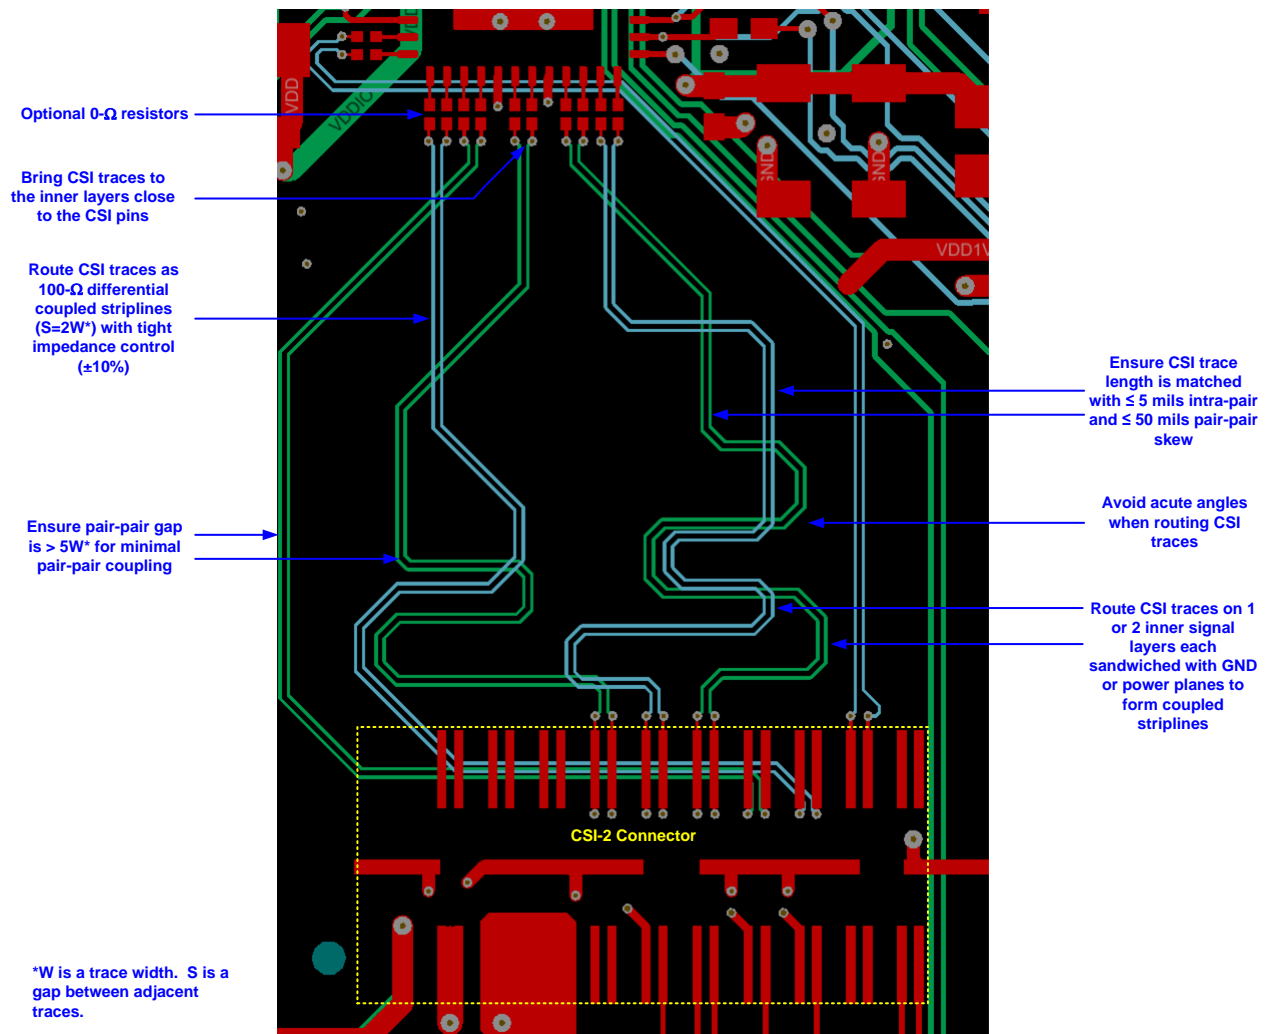 VDD
VDDIO
Optional 0-Ω resistors
Bring CSI traces to
the inner layers close
to the CSI pins
Route CSI traces as
100-Ω differential
coupled striplines
(S=2W*) with tight
impedance control
(±10%)
Ensure pair-pair gap
is > 5W* for minimal
pair-pair coupling
GND
VDD1V
Ensure CSI trace
length is matched
with ≤ 5 mils intra-pair
and ≤ 50 mils pair-pair
skew
Avoid acute angles
when routing CSI
traces
Route CSI traces on 1
or 2 inner signal
layers each
sandwiched with GND
or power planes to
form coupled
striplines
CSI-2 Connector
*W is a trace width. S is a
gap between adjacent
traces.